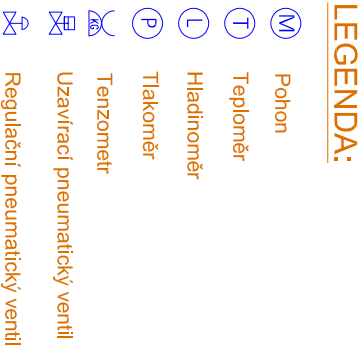 LEGENDA:
M Pohon
T Teploměr
L Hladinoměr
P Tlakoměr
KG Tenzometr
Uzavírací pneumatický ventil
Regulační pneumatický ventil